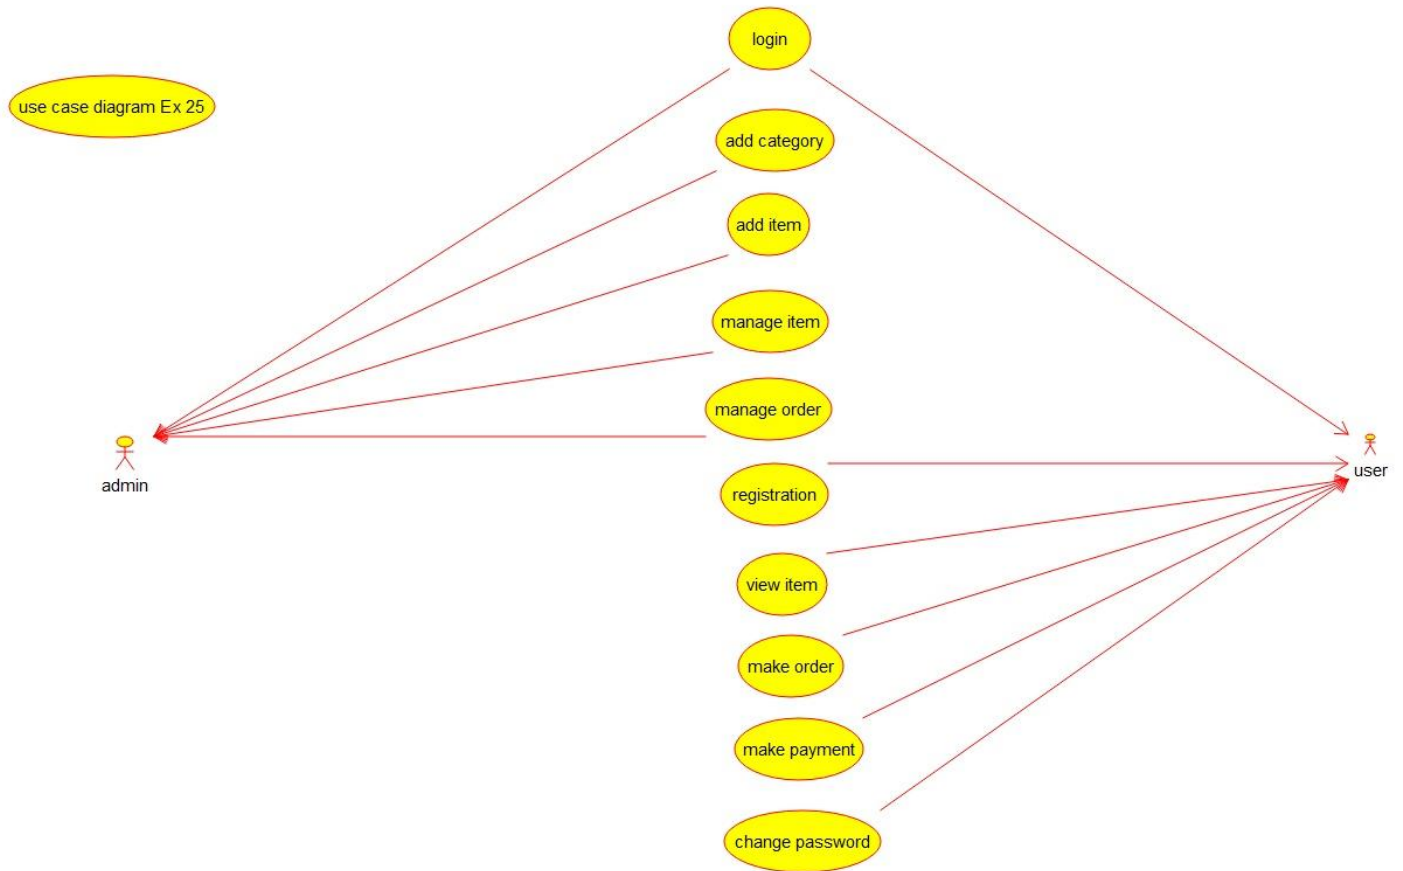 login
use case diagram Ex 25
add category
add item
manage item
manage order
admin
user
registration
view item
make order
make payment
change password